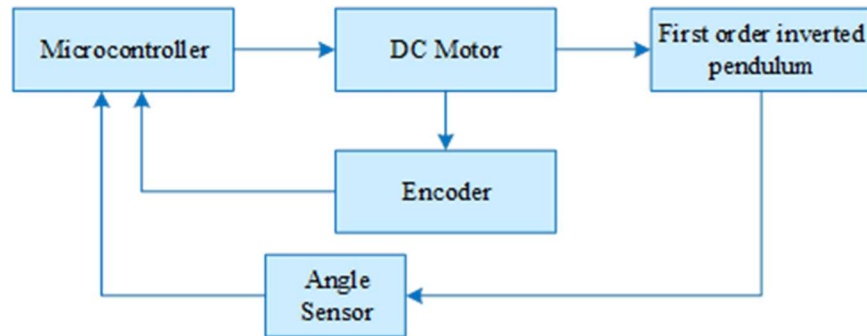 Microcontroller
DC Motor
First order inverted
pendulum
Encoder
Angle
Sensor